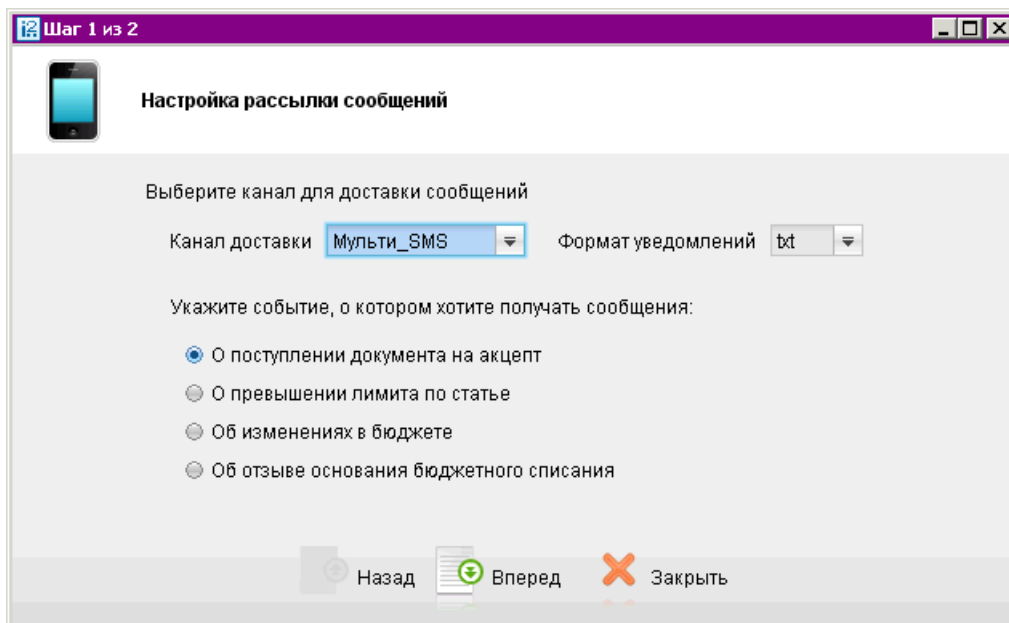 Шаг 1 из 2
Настройка рассылки сообщений
Выберите канал для доставки сообщений
Канал доставки Мульти_SMS Формат уведомлений txt
Укажите событие, о котором хотите получать сообщения:
О поступлении документа на акцепт
О превышении лимита по статье
Об изменениях в бюджете
Об отзыве основания бюджетного списания
Назад Вперед Закрыть